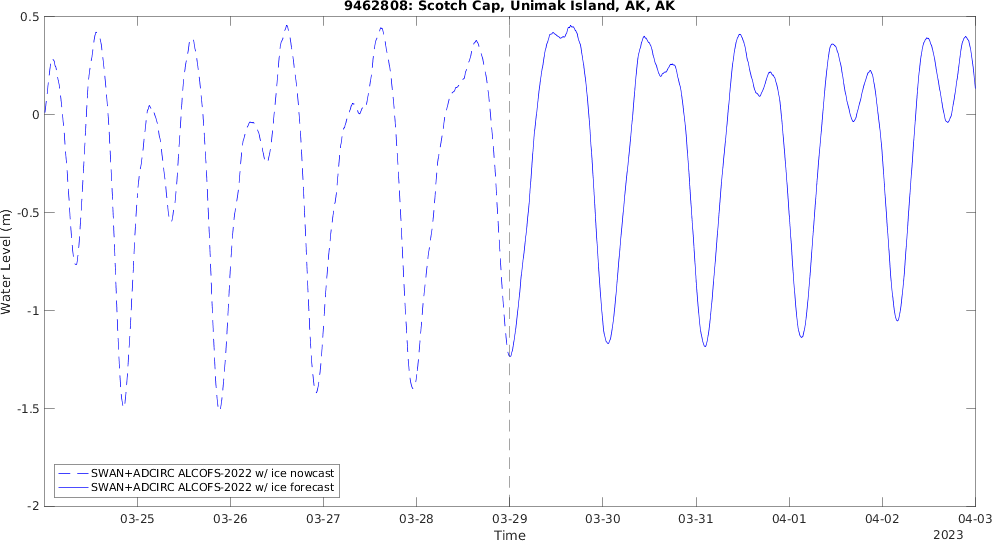 9462808: Scotch Cap, Unimak Island, AK, AK
0.5
0
-0.5
-1
-1.5
-2
Water Level (m)
SWAN+ADCIRC ALCOFS-2022 w/ ice nowcast
SWAN+ADCIRC ALCOFS-2022 w/ ice forecast
03-25 03-26 03-27 03-28 03-29 03-30 03-31 04-01 04-02 04-03
Time
2023